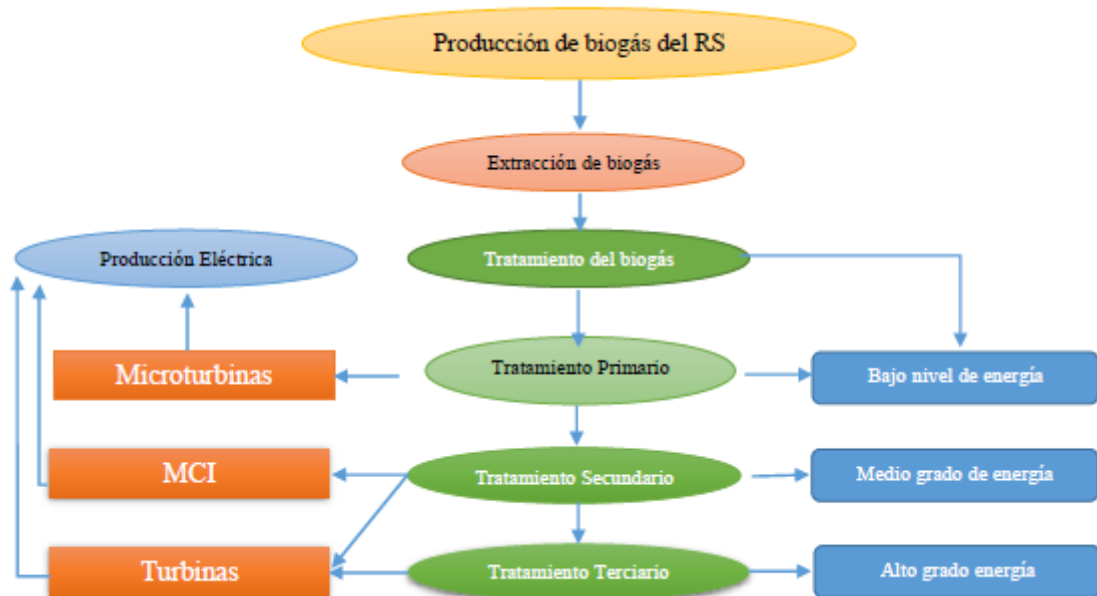 Producción de biogás del RS
Extracción de biogás
Producción Eléctrica
Tratamiento del biogás
Microturbinas
Tratamiento Primario
Bajo nivel de energía
MCI
Tratamiento Secundario
Medio grado de energía
Turbinas
Tratamiento Terciario
Alto grado energía